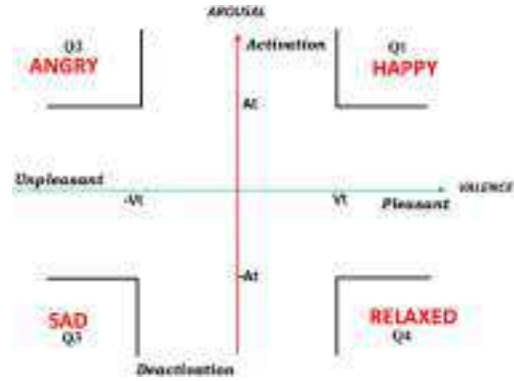 AROUSAL
Q2
Activation
Q1
ANGRY
HAPPY
At
Unpleasant
VALENCE
-Vt
Vt
Pleasant
-At
SAD
RELAXED
Q3
Q4
Deactivation